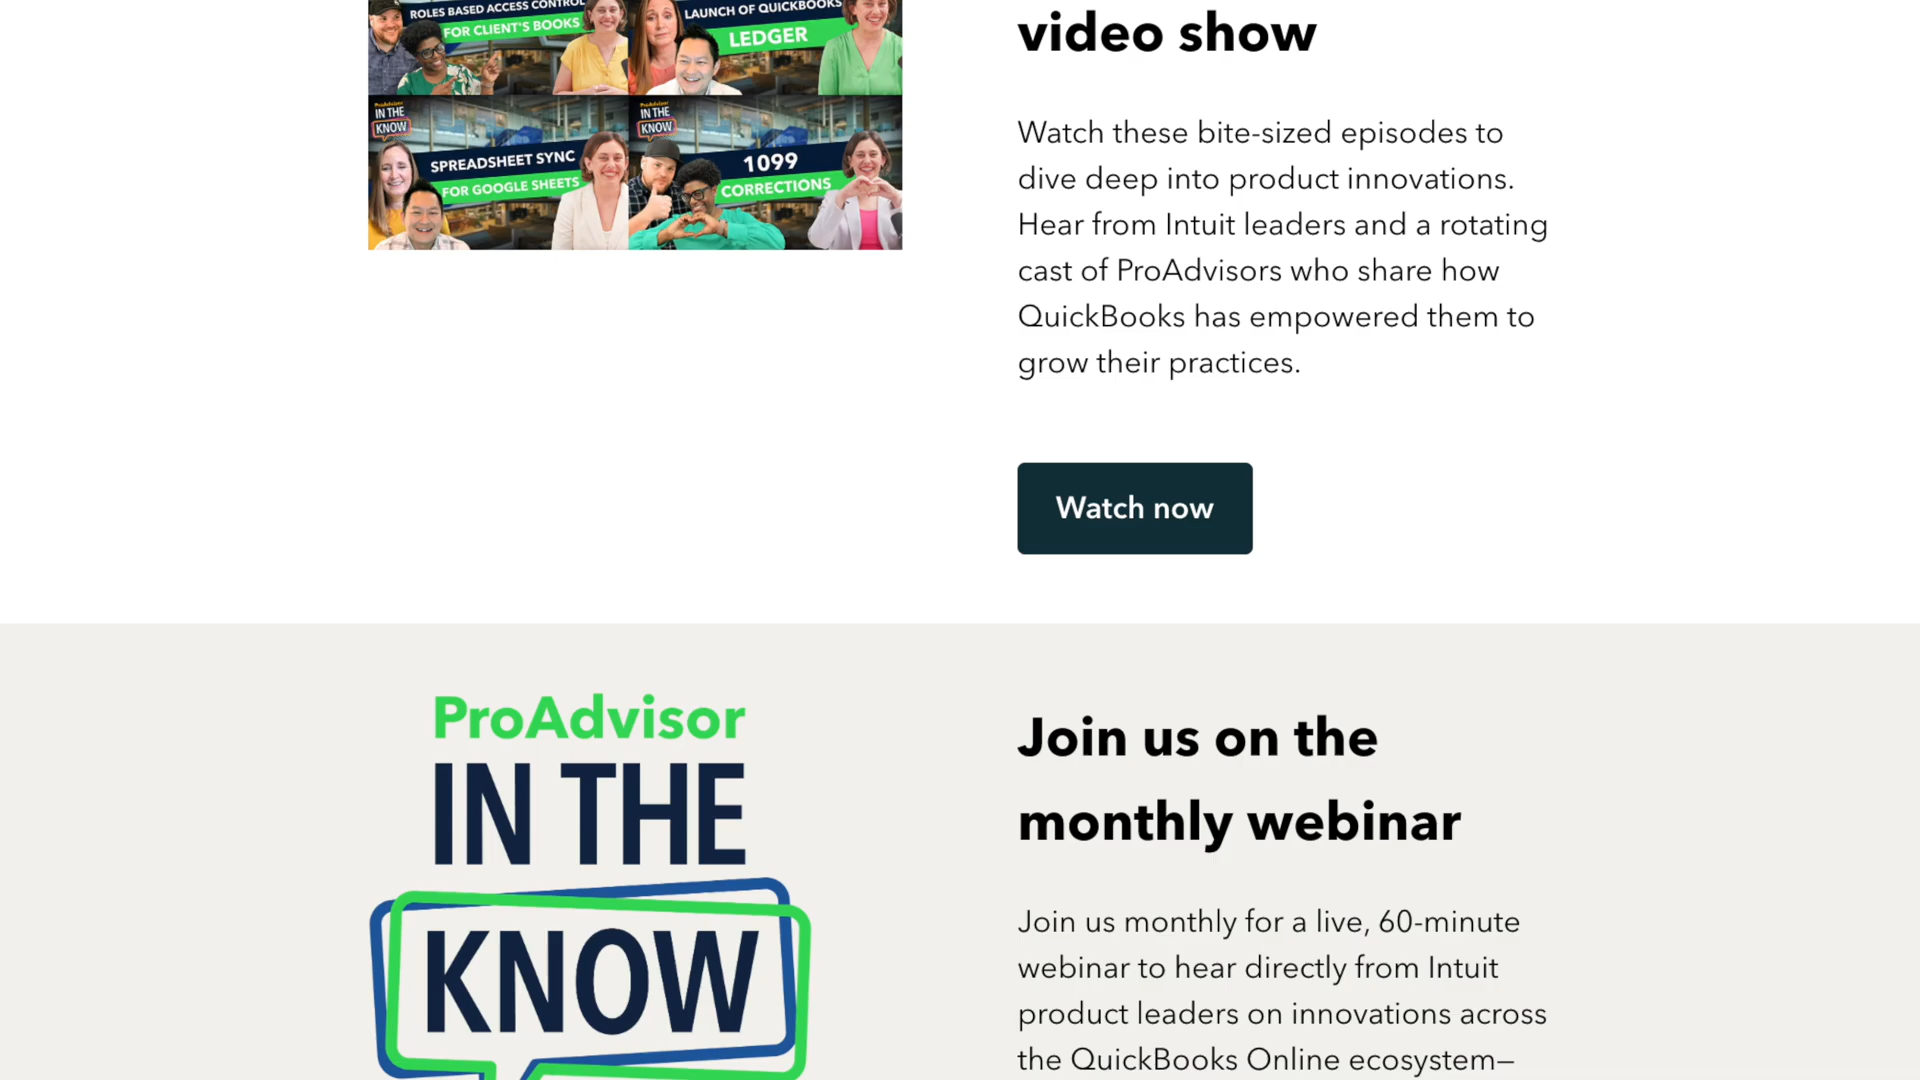 ROLES BASED ACCESS CONTROL
FOR CLIENT'S BOOKS
LAUNCH OF QUICKBOOKS
LEDGER
ProAdvisor
IN THE
KNOW
SPREADSHEET SYNC
FOR GOOGLE SHEETS
ProAdvisor
IN THE
KNOW
1099
CORRECTIONS
video show
Watch these bite-sized episodes to
dive deep into product innovations.
Hear from Intuit leaders and a rotating
cast of ProAdvisors who share how
QuickBooks has empowered them to
grow their practices.
Watch now
ProAdvisor
IN THE
KNOW
Join us on the
monthly webinar
Join us monthly for a live, 60-minute
webinar to hear directly from Intuit
product leaders on innovations across
the QuickBooks Online ecosystem—